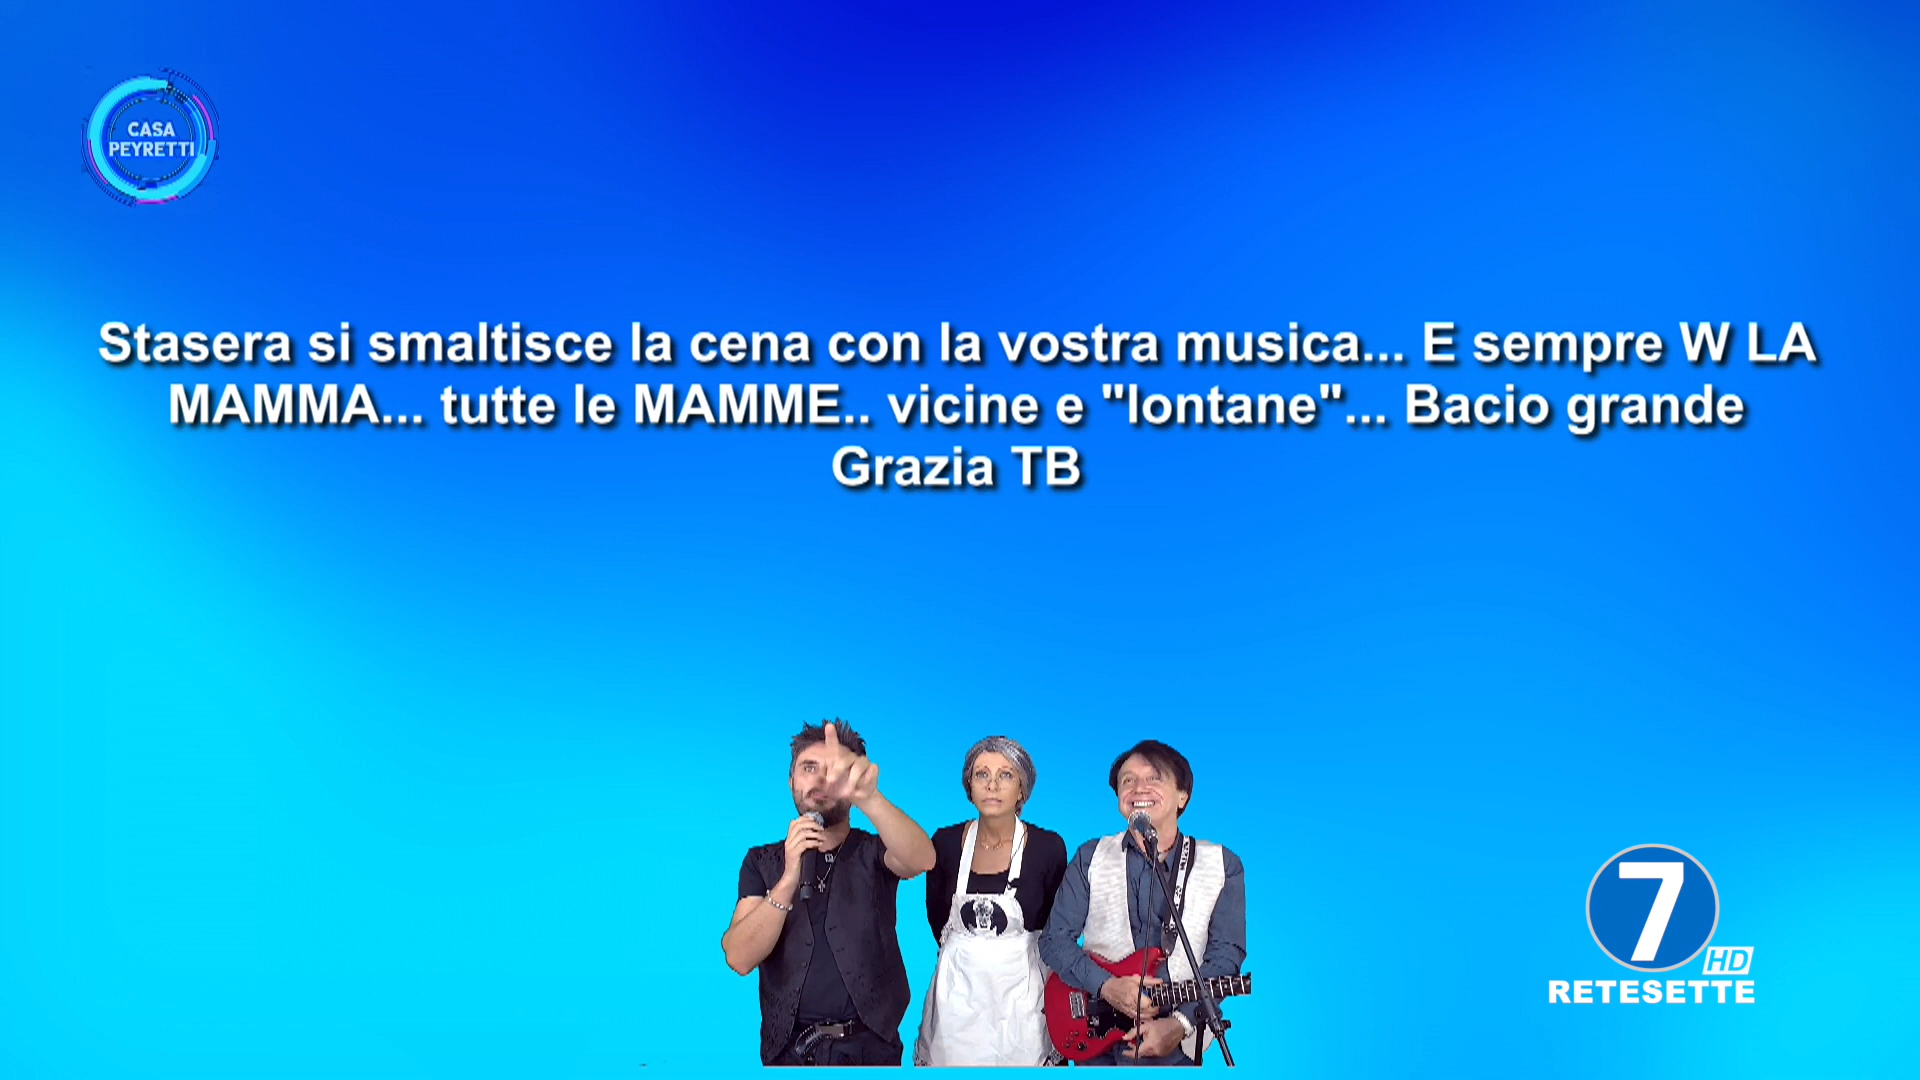 CASA
PEYRETTI
Stasera si smaltisce la cena con la vostra musica... E sempre W LA
MAMMA... tutte le MAMME.. vicine e "lontane"... Bacio grande
Grazia TB
7
HD
RETESETTE